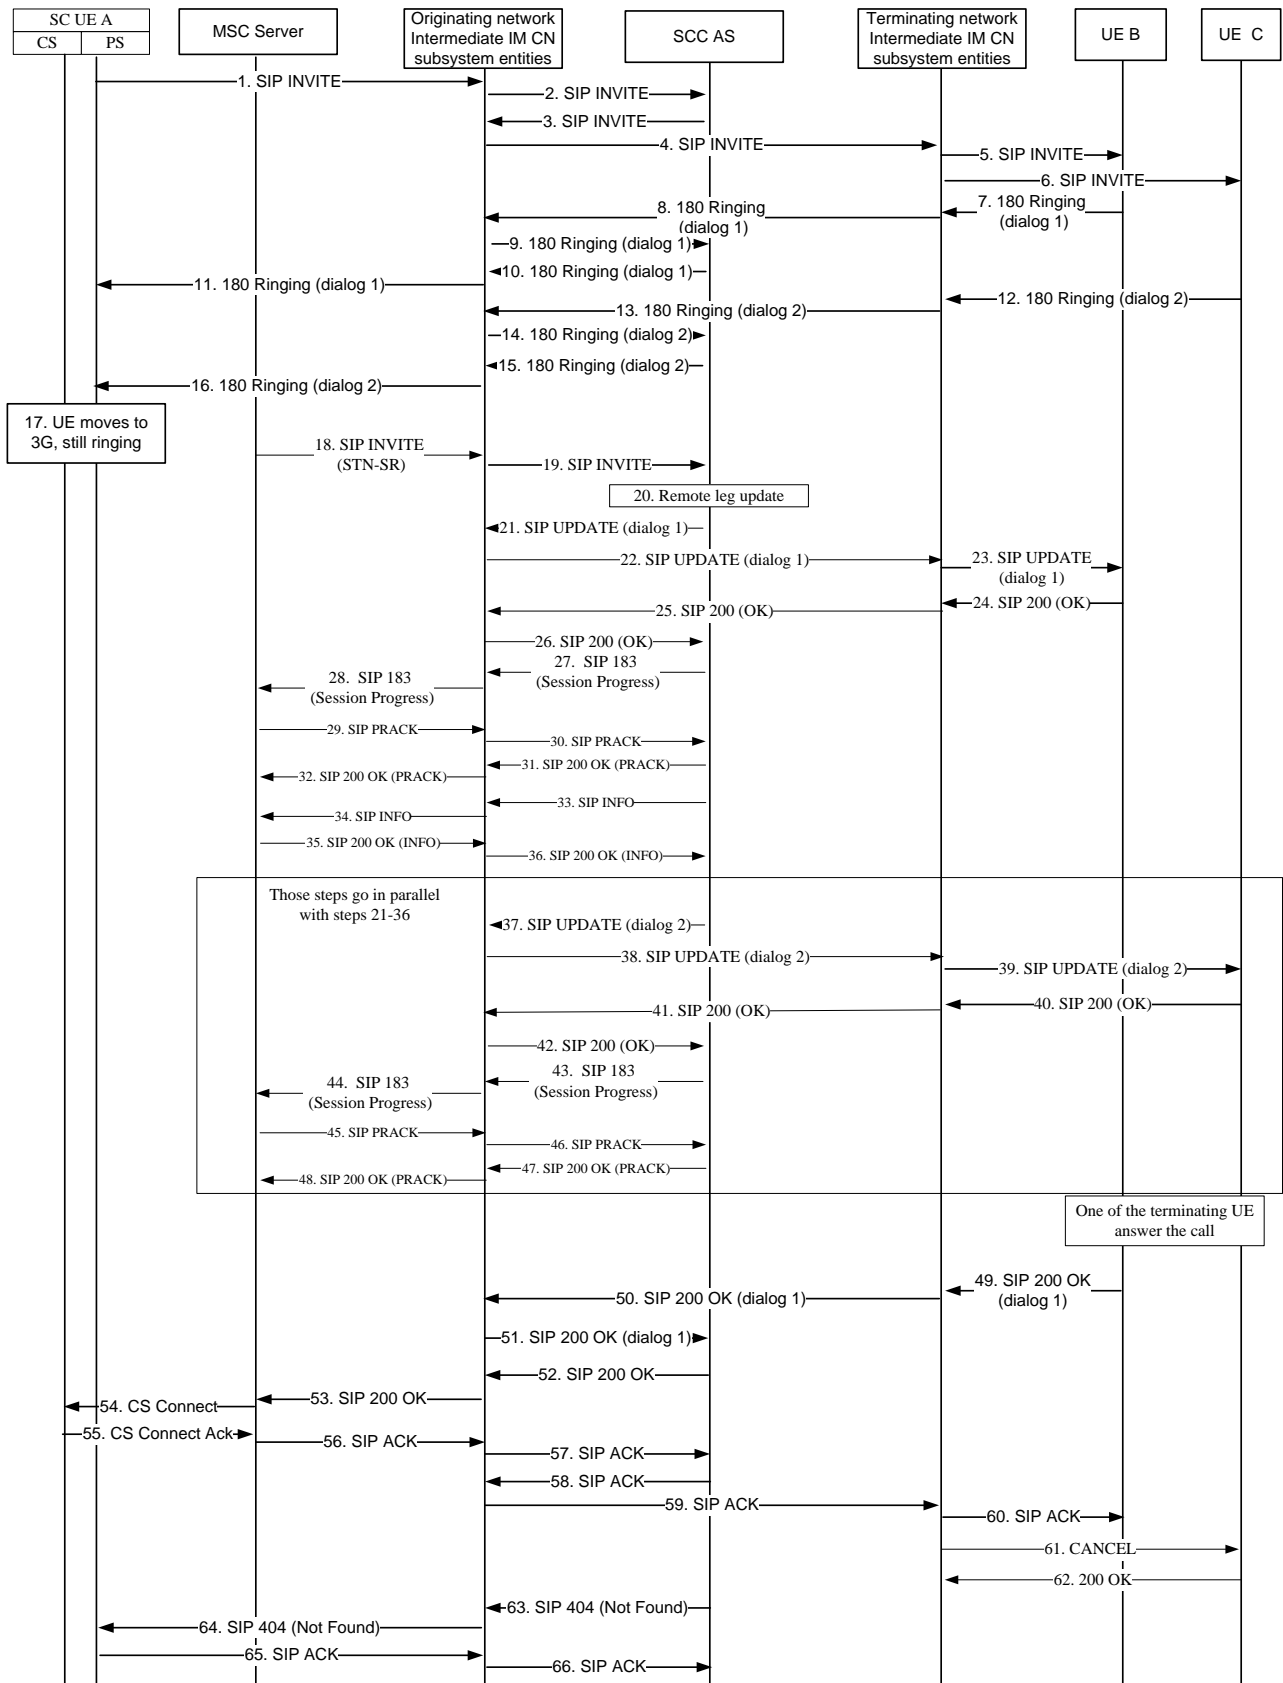 SC UE A
CS
PS
MSC Server
Originating network
Intermediate IM CN
subsystem entities
SCC AS
Terminating network
Intermediate IM CN
subsystem entities
UE B
UE C
1. SIP INVITE
2. SIP INVITE
3. SIP INVITE
4. SIP INVITE
5. SIP INVITE
6. SIP INVITE
7. 180 Ringing
(dialog 1)
8. 180 Ringing
(dialog 1)
9. 180 Ringing (dialog 1)
10. 180 Ringing (dialog 1)
11. 180 Ringing (dialog 1)
12. 180 Ringing (dialog 2)
13. 180 Ringing (dialog 2)
14. 180 Ringing (dialog 2)
15. 180 Ringing (dialog 2)
16. 180 Ringing (dialog 2)
17. UE moves to
3G, still ringing
18. SIP INVITE
(STN-SR)
19. SIP INVITE
20. Remote leg update
21. SIP UPDATE (dialog 1)
22. SIP UPDATE (dialog 1)
23. SIP UPDATE
(dialog 1)
24. SIP 200 (OK)
25. SIP 200 (OK)
26. SIP 200 (OK)
27. SIP 183
(Session Progress)
28. SIP 183
(Session Progress)
29. SIP PRACK
30. SIP PRACK
31. SIP 200 OK (PRACK)
32. SIP 200 OK (PRACK)
33. SIP INFO
34. SIP INFO
35. SIP 200 OK (INFO)
36. SIP 200 OK (INFO)
Those steps go in parallel
with steps 21-36
37. SIP UPDATE (dialog 2)
38. SIP UPDATE (dialog 2)
39. SIP UPDATE (dialog 2)
40. SIP 200 (OK)
41. SIP 200 (OK)
42. SIP 200 (OK)
43. SIP 183
(Session Progress)
44. SIP 183
(Session Progress)
45. SIP PRACK
46. SIP PRACK
47. SIP 200 OK (PRACK)
48. SIP 200 OK (PRACK)
One of the terminating UE
answer the call
49. SIP 200 OK
(dialog 1)
50. SIP 200 OK (dialog 1)
51. SIP 200 OK (dialog 1)
52. SIP 200 OK
53. SIP 200 OK
54. CS Connect
55. CS Connect Ack
56. SIP ACK
57. SIP ACK
58. SIP ACK
59. SIP ACK
60. SIP ACK
61. CANCEL
62. 200 OK
63. SIP 404 (Not Found)
64. SIP 404 (Not Found)
65. SIP ACK
66. SIP ACK